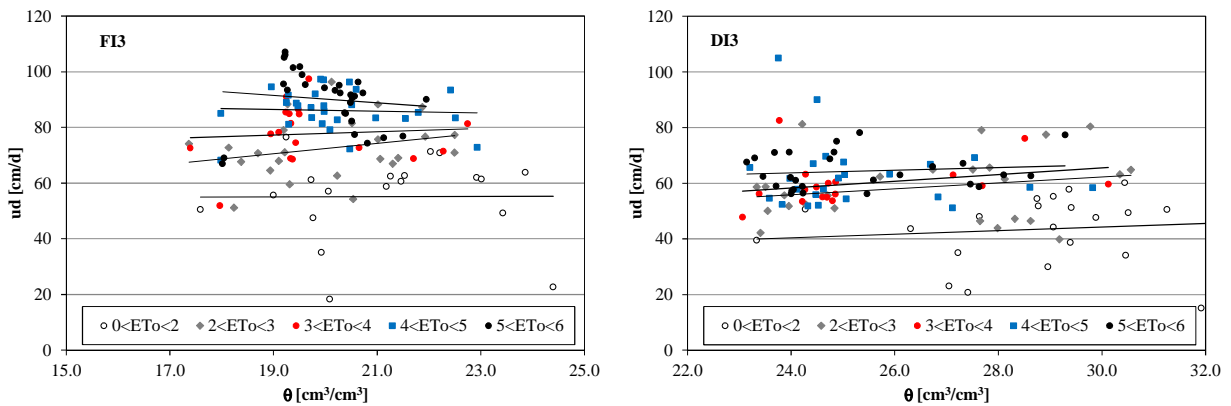 FI3
ud [cm/d]
120
100
80
60
40
20
0
0<ETo<2 2<ETo<3 3<ETo<4 4<ETo<5 5<ETo<6
15.0 17.0 19.0 21.0 23.0 25.0
θ [cm³/cm³]
DI3
ud [cm/d]
120
100
80
60
40
20
0
0<ETo<2 2<ETo<3 3<ETo<4 4<ETo<5 5<ETo<6
22.0 24.0 26.0 28.0 30.0 32.0
θ [cm³/cm³]